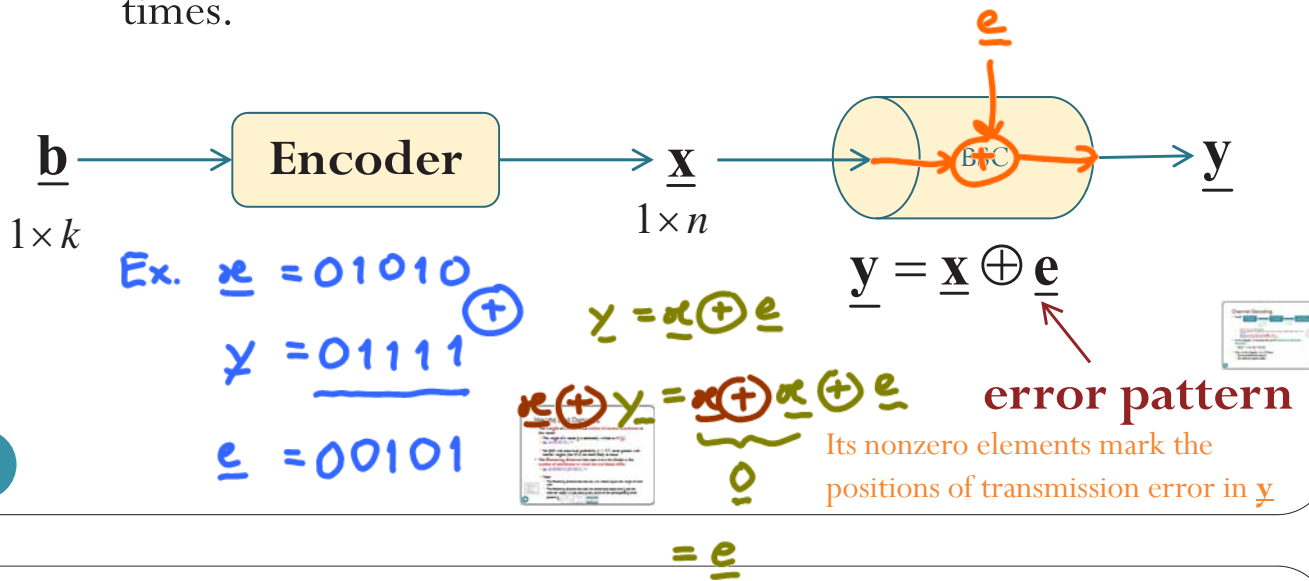 times.
e
b Encoder x BSC + y
1×k 1×n
y = x ⊕ e
Ex. x = 01010
⊕
y = 01111
e = 00101
y = x ⊕ e
x ⊕ y = x ⊕ x ⊕ e
0
= e
error pattern
Its nonzero elements mark the
positions of transmission error in y